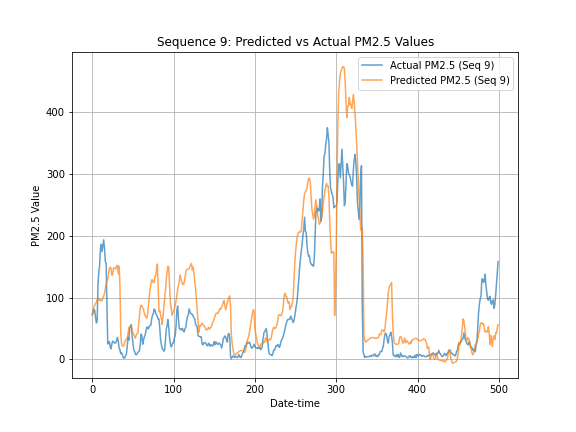 Sequence 9: Predicted vs Actual PM2.5 Values
Actual PM2.5 (Seq 9)
Predicted PM2.5 (Seq 9)
PM2.5 Value
400
300
200
100
0
0 100 200 300 400 500
Date-time